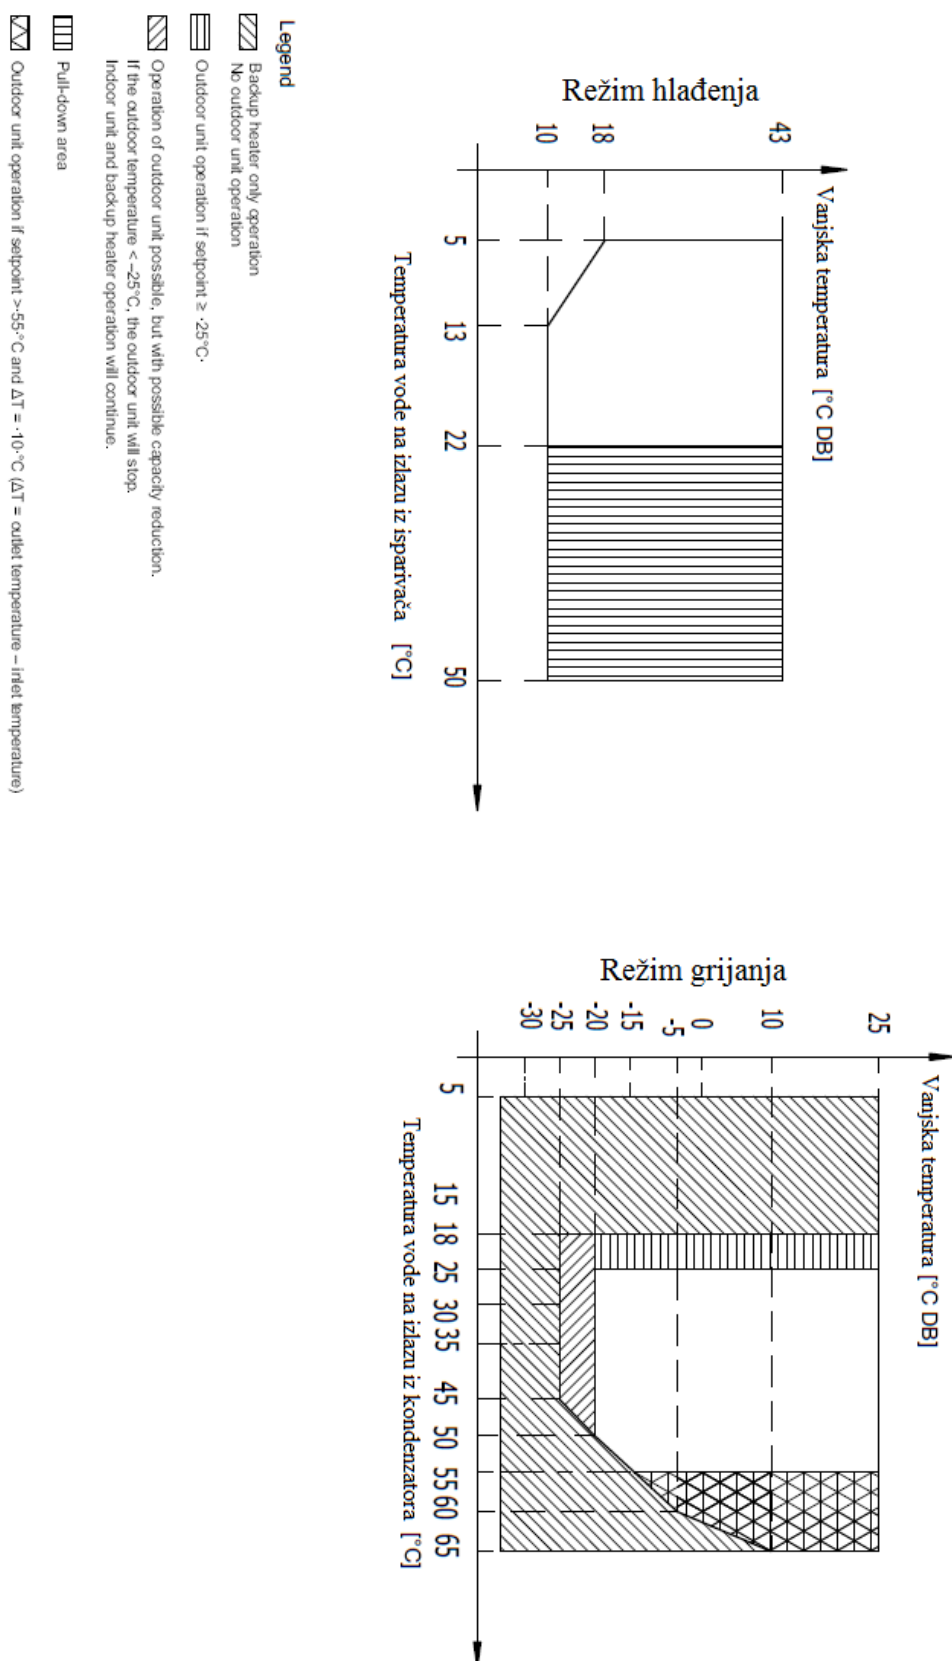 Režim hlađenja
Vanjska temperatura [°C DB]
43
18
10
5
13
22
50
Temperatura vode na izlazu iz isparivača [°C]
Režim grijanja
Vanjska temperatura [°C DB]
25
10
0
-5
-15
-20
-25
-30
5
15
18
25
30
35
45
50
55
60
65
Temperatura vode na izlazu iz kondenzatora [°C]
Legend
Backup heater only operation
No outdoor unit operation
Outdoor unit operation if setpoint ≥ ·25°C·
Operation of outdoor unit possible, but with possible capacity reduction.
If the outdoor temperature < –25°C, the outdoor unit will stop.
Indoor unit and backup heater operation will continue.
Pull-down area
Outdoor unit operation if setpoint >·55·°C and ΔT = ·10·°C (ΔT = outlet temperature – inlet temperature)